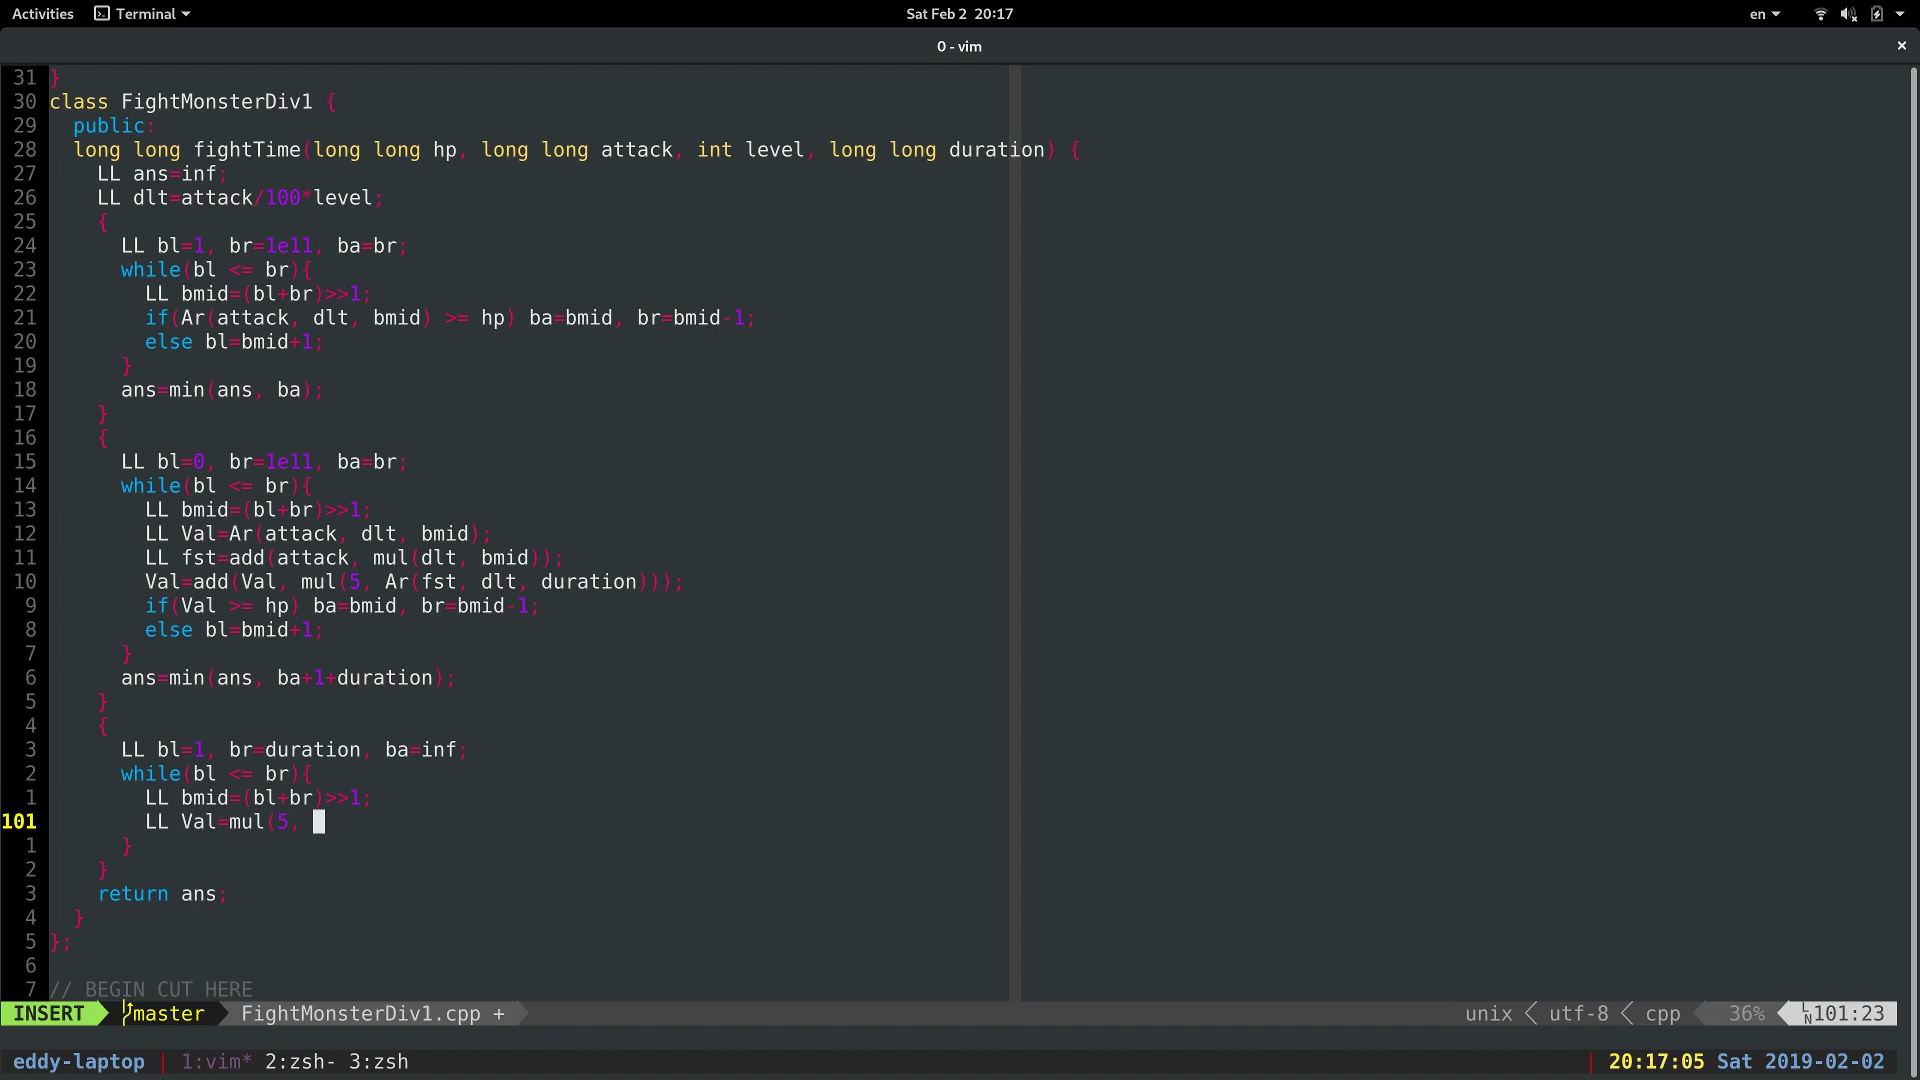 Activities Terminal Sat Feb 2 20:17 en
0 - vim ×
31 }
30 class FightMonsterDiv1 {
29 public:
28 long long fightTime(long long hp, long long attack, int level, long long duration) {
27 LL ans=inf;
26 LL dlt=attack/100*level;
25 {
24 LL bl=1, br=1e11, ba=br;
23 while(bl <= br){
22 LL bmid=(bl+br)>>1;
21 if(Ar(attack, dlt, bmid) >= hp) ba=bmid, br=bmid-1;
20 else bl=bmid+1;
19 }
18 ans=min(ans, ba);
17 }
16 {
15 LL bl=0, br=1e11, ba=br;
14 while(bl <= br){
13 LL bmid=(bl+br)>>1;
12 LL Val=Ar(attack, dlt, bmid);
11 LL fst=add(attack, mul(dlt, bmid));
10 Val=add(Val, mul(5, Ar(fst, dlt, duration)));
9 if(Val >= hp) ba=bmid, br=bmid-1;
8 else bl=bmid+1;
7 }
6 ans=min(ans, ba+1+duration);
5 }
4 {
3 LL bl=1, br=duration, ba=inf;
2 while(bl <= br){
1 LL bmid=(bl+br)>>1;
101 LL Val=mul(5,
1 }
2 }
3 return ans;
4 }
5 };
6
7 // BEGIN CUT HERE
INSERT master FightMonsterDiv1.cpp + unix < utf-8 < cpp 36% LN 101:23
eddy-laptop | 1:vim* 2:zsh- 3:zsh | 20:17:05 Sat 2019-02-02